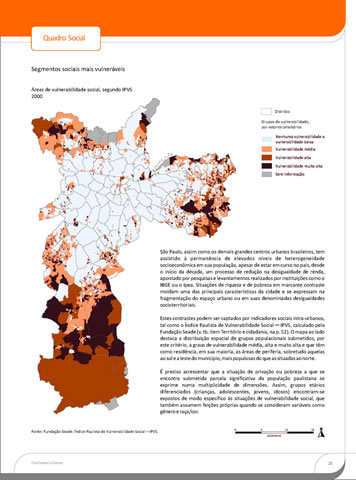 Quadro Social
Segmentos sociais mais vulneráveis
Áreas de vulnerabilidade social, segundo IPVS
2000
Distritos
Grupos de vulnerabilidade,
por setores censitários
Nenhuma vulnerabilidade a
vulnerabilidade baixa
Vulnerabilidade média
Vulnerabilidade alta
Vulnerabilidade muito alta
Sem informação
São Paulo, assim como os demais grandes centros urbanos brasileiros, tem
assistido à permanência de elevados níveis de heterogeneidade
socioeconômica em sua população, apesar de estar em curso no país, desde
o início da década, um processo de redução na desigualdade de renda,
apontado por pesquisas e levantamentos realizados por instituições como o
IBGE ou o Ipea. Situações de riqueza e de pobreza em marcante contraste
moldam uma das principais características da cidade e se expressam na
fragmentação do espaço urbano ou em suas denominadas desigualdades
socioterritoriais.
Estes contrastes podem ser captados por indicadores sociais intra-urbanos,
tal como o Índice Paulista de Vulnerabilidade Social — IPVS, calculado pela
Fundação Seade (v. tb. item Território e cidadania, na p. 52). O mapa ao lado
destaca a distribuição espacial de grupos populacionais submetidos, por
este critério, a graus de vulnerabilidade média, alta e muito alta e que têm
como residência, em sua maioria, as áreas de periferia, sobretudo aquelas
ao sul e a leste do município, mais populosas do que as situadas ao norte.
É preciso acrescentar que a situação de privação ou pobreza a que se
encontra submetida parcela significativa da população paulistana se
exprime numa multiplicidade de dimensões. Assim, grupos etários
diferenciados (crianças, adolescentes, jovens, idosos) encontram-se
expostos de modo específico às situações de vulnerabilidade social, que
também assumem feições próprias quando se consideram variáveis como
gênero e raça/cor.
Fonte: Fundação Seade. Índice Paulista de Vulnerabilidade Social – IPVS.